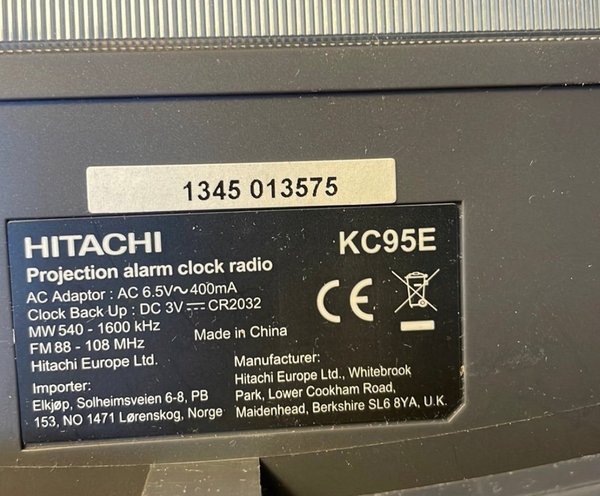 1345 013575
HITACHI KC95E
Projection alarm clock radio
AC Adaptor : AC 6.5V∼400mA
Clock Back Up : DC 3V⎓CR2032
MW 540 - 1600 kHz
FM 88 - 108 MHz
Made in China
Hitachi Europe Ltd.
CE
Importer:
Elkjøp, Solheimsveien 6-8, PB
153, NO 1471 Lørenskog, Norge
Manufacturer:
Hitachi Europe Ltd., Whitebrook
Park, Lower Cookham Road,
Maidenhead, Berkshire SL6 8YA, U.K.